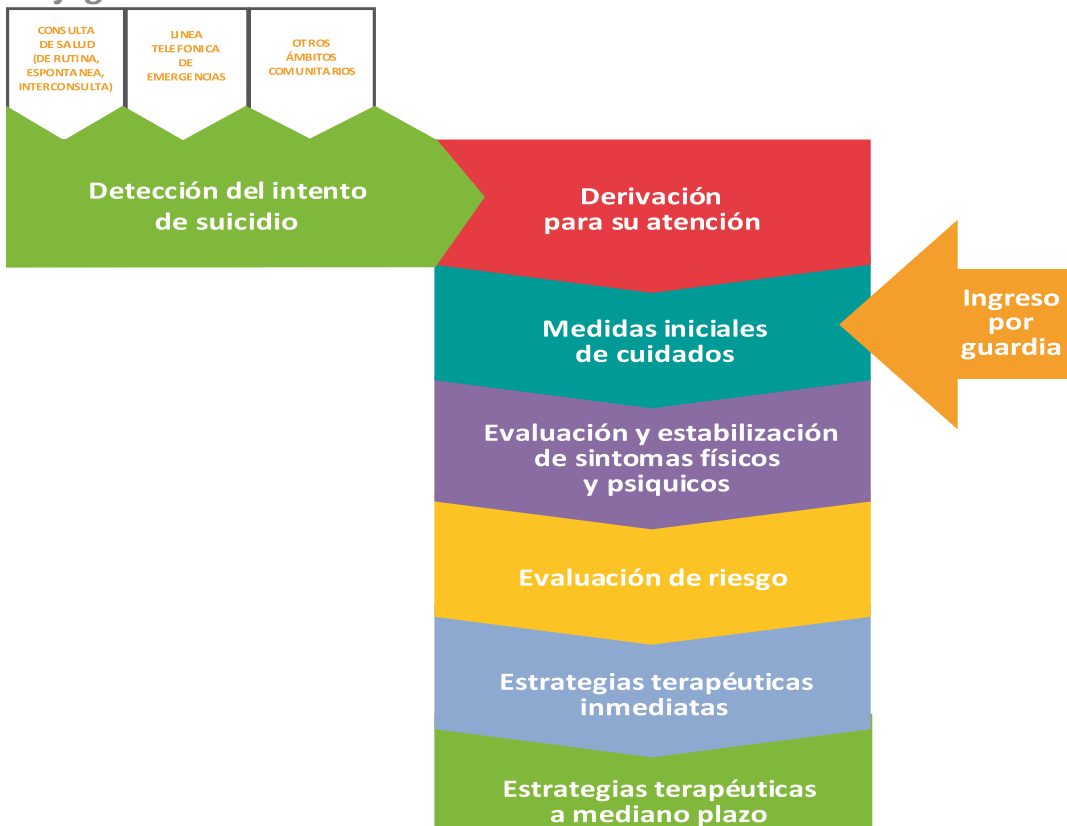 CONSULTA
DE SALUD
(DE RUTINA,
ESPONTANEA,
INTERCONSULTA)
LINEA
TELEFONICA
DE
EMERGENCIAS
OTROS
ÁMBITOS
COMUNITARIOS
Detección del intento
de suicidio
Derivación
para su atención
Medidas iniciales
de cuidados
Ingreso
por
guardia
Evaluación y estabilización
de sintomas físicos
y psiquicos
Evaluación de riesgo
Estrategias terapéuticas
inmediatas
Estrategias terapéuticas
a mediano plazo